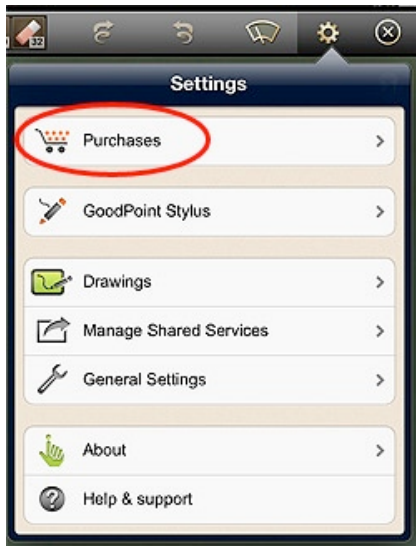 32
Settings
Purchases
GoodPoint Stylus
Drawings
Manage Shared Services
General Settings
About
Help & support